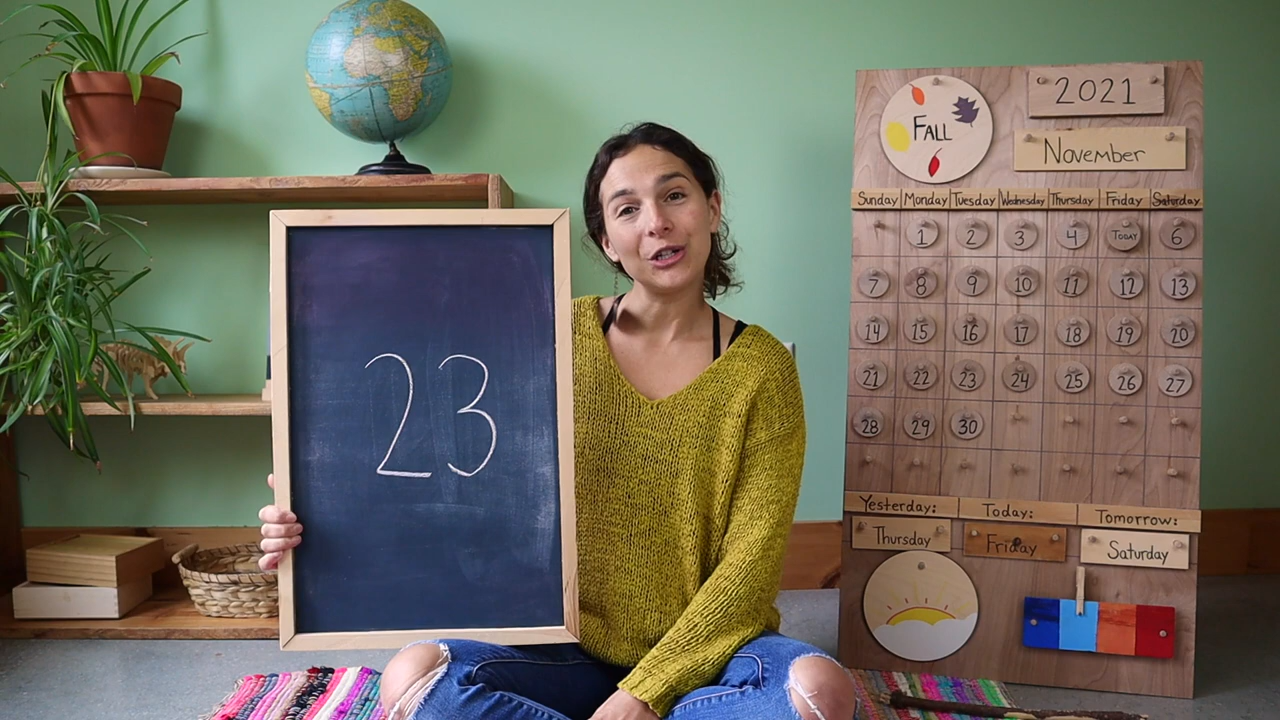 23
FALL
2021
November
Sunday Monday Tuesday Wednesday Thursday Friday Saturday
1 2 3 4 TODAY 6
7 8 9 10 11 12 13
14 15 16 17 18 19 20
21 22 23 24 25 26 27
28 29 30
Yesterday: Today: Tomorrow:
Thursday Friday Saturday